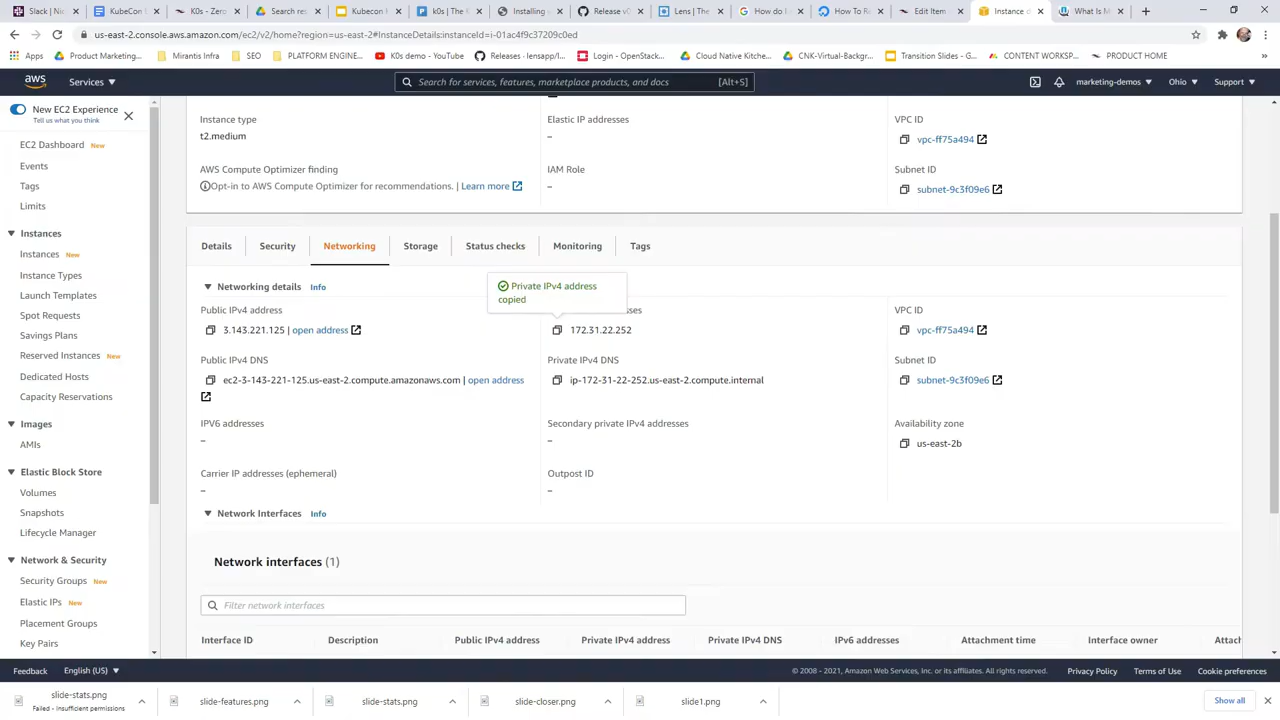 Slack | Nic
KubeCon K
K0s - Zero
Search res
Kubecon K
k0s | The K
Installing
Release v0
Lens | The
How do I
How To R
Edit Item
Instance d
What Is M
us-east-2.console.aws.amazon.com/ec2/v2/home?region=us-east-2#InstanceDetails:instanceId=i-01ac4f9c37209c0ed
Apps
Product Marketing...
Mirantis Infra
SEO
PLATFORM ENGINE...
K0s demo - YouTube
Releases · lensapp/l...
Login - OpenStack...
Cloud Native Kitchen...
CNK-Virtual-Backgr...
Transition Slides - G...
CONTENT WORKSP...
PRODUCT HOME
»
aws
Services
Search for services, features, marketplace products, and docs
[Alt+S]
marketing-demos
Ohio
Support
New EC2 Experience
Tell us what you think
EC2 Dashboard New
Events
Tags
Limits
Instances
Instances New
Instance Types
Launch Templates
Spot Requests
Savings Plans
Reserved Instances New
Dedicated Hosts
Capacity Reservations
Images
AMIs
Elastic Block Store
Volumes
Snapshots
Lifecycle Manager
Network & Security
Security Groups New
Elastic IPs New
Placement Groups
Key Pairs
Instance type
t2.medium
Elastic IP addresses
–
VPC ID
vpc-ff75a494
AWS Compute Optimizer finding
Opt-in to AWS Compute Optimizer for recommendations. | Learn more
IAM Role
–
Subnet ID
subnet-9c3f09e6
Details
Security
Networking
Storage
Status checks
Monitoring
Tags
Networking details Info
Private IPv4 address
copied
Public IPv4 address
3.143.221.125 | open address
172.31.22.252
VPC ID
vpc-ff75a494
Public IPv4 DNS
ec2-3-143-221-125.us-east-2.compute.amazonaws.com | open address
Private IPv4 DNS
ip-172-31-22-252.us-east-2.compute.internal
Subnet ID
subnet-9c3f09e6
IPV6 addresses
–
Secondary private IPv4 addresses
–
Availability zone
us-east-2b
Carrier IP addresses (ephemeral)
–
Outpost ID
–
Network Interfaces Info
Network interfaces (1)
Filter network interfaces
Interface ID
Description
Public IPv4 address
Private IPv4 address
Private IPv4 DNS
IPv6 addresses
Attachment time
Interface owner
Attach
Feedback
English (US)
© 2008 - 2021, Amazon Web Services, Inc. or its affiliates. All rights reserved.
Privacy Policy
Terms of Use
Cookie preferences
slide-stats.png
Failed - Insufficient permissions
slide-features.png
slide-stats.png
slide-closer.png
slide1.png
Show all